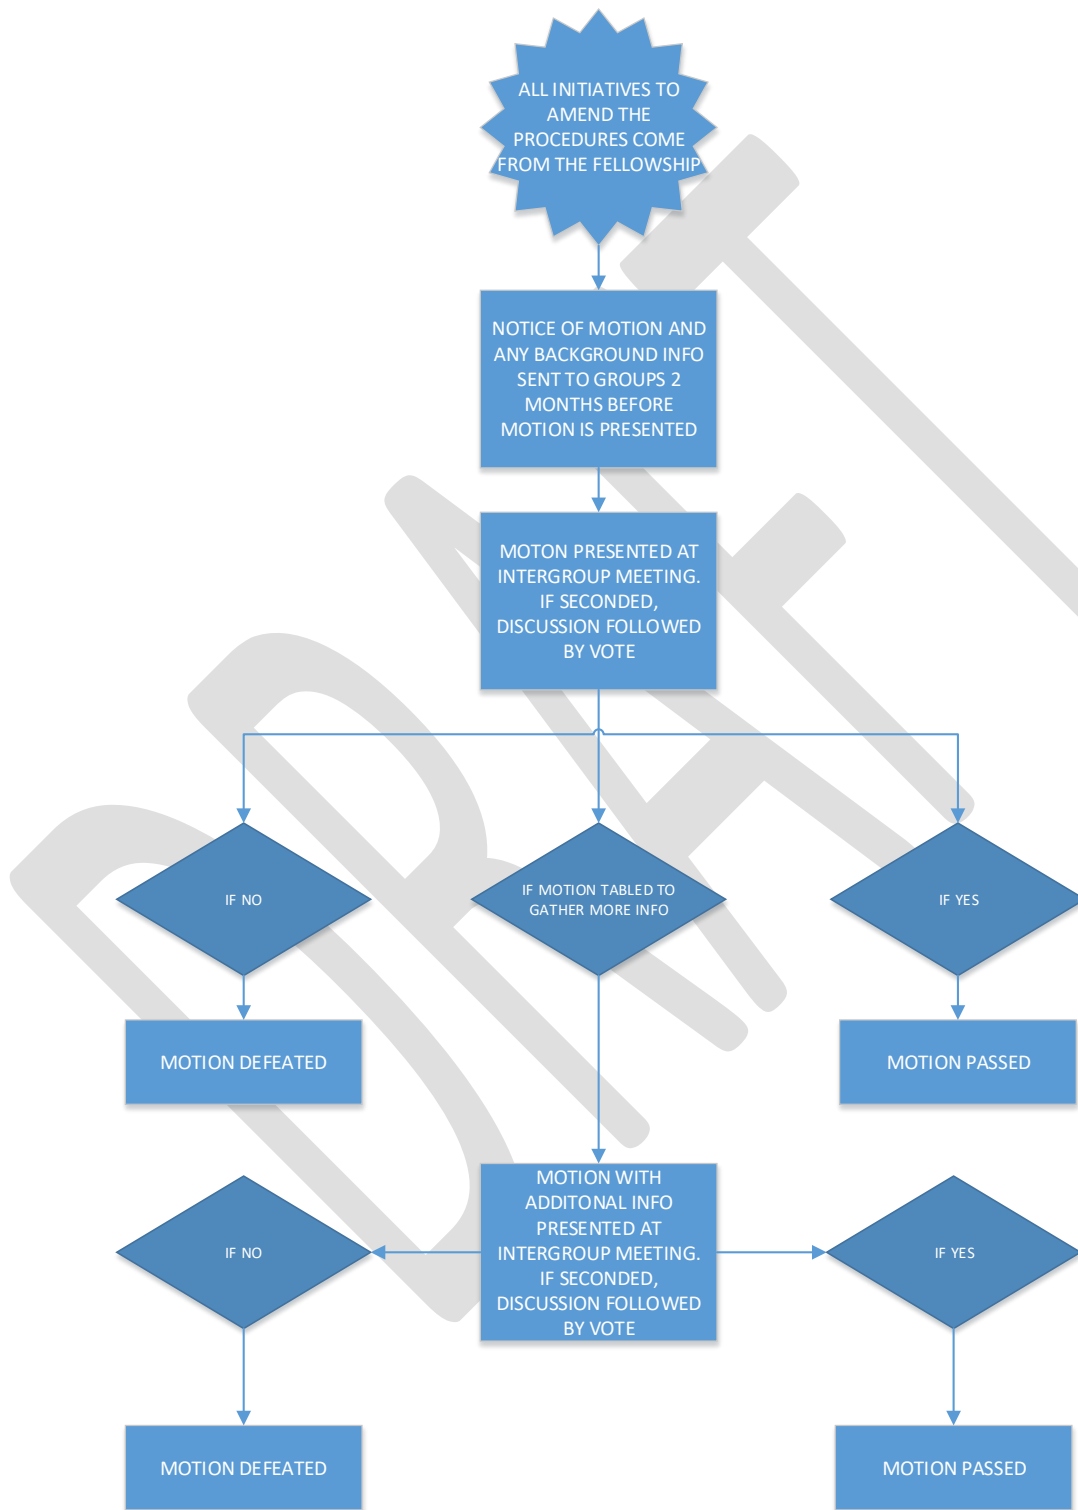 ALL INITIATIVES TO
AMEND THE
PROCEDURES COME
FROM THE FELLOWSHIP
NOTICE OF MOTION AND
ANY BACKGROUND INFO
SENT TO GROUPS 2
MONTHS BEFORE
MOTION IS PRESENTED
MOTON PRESENTED AT
INTERGROUP MEETING.
IF SECONDED,
DISCUSSION FOLLOWED
BY VOTE
IF NO
IF MOTION TABLED TO
GATHER MORE INFO
IF YES
MOTION DEFEATED
MOTION PASSED
MOTION WITH
ADDITONAL INFO
PRESENTED AT
INTERGROUP MEETING.
IF SECONDED,
DISCUSSION FOLLOWED
BY VOTE
IF NO
IF YES
MOTION DEFEATED
MOTION PASSED
DRAFT